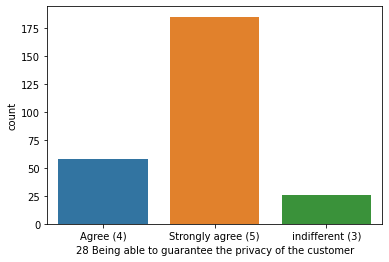 175
150
125
100
75
50
25
0
count
Agree (4) Strongly agree (5) indifferent (3)
28 Being able to guarantee the privacy of the customer